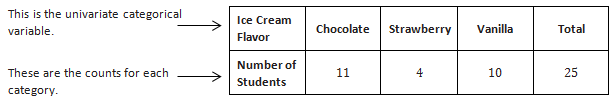 This is the univariate categorical
variable.
Ice Cream
Flavor
Chocolate
Strawberry
Vanilla
Total
These are the counts for each
category.
Number of
Students
11
4
10
25